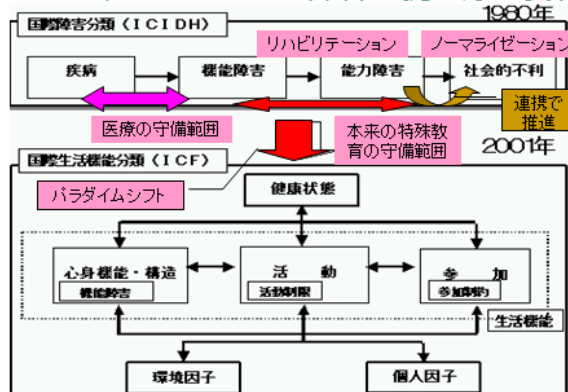 1980年
国際障害分類(ICIDH)
リハビリテーション
ノーマライゼーション
疾病
機能障害
能力障害
社会的不利
医療の守備範囲
本来の特殊教
育の守備範囲
連携で
推進
2001年
国際生活機能分類(ICF)
パラダイムシフト
健康状態
心身機能・構造
機能障害
活 動
活動制限
参 加
参加制約
生活機能
環境因子
個人因子